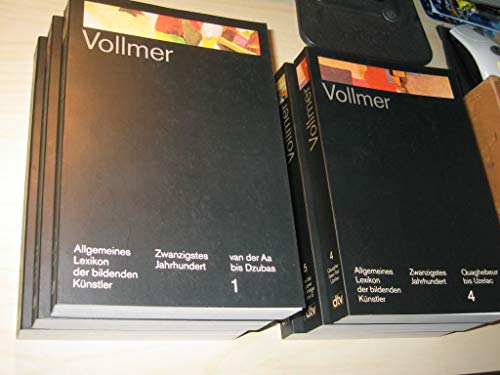 Vollmer
Allgemeines
Lexikon
der bildenden
Künstler
Zwanzigstes
Jahrhundert
van der Aa
bis Dzubas
1
Vollmer
5
Vollmer
4
dtv
Vollmer
Allgemeines
Lexikon
der bildenden
Künstler
Zwanzigstes
Jahrhundert
Quaghebeur
bis Uzelac
4